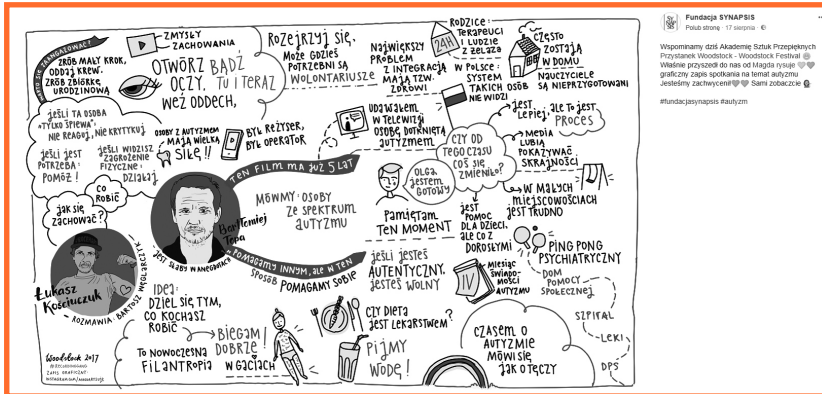 WARTO SIĘ ZAANGAŻOWAĆ?
ZRÓB MAŁY KROK,
ODDAJ KREW.
ZRÓB ZBIÓRKĘ
URODZINOWĄ
ZMYSŁY
ZACHOWANIA
OTWÓRZ BĄDŹ
OCZY, TU I TERAZ
WEŹ ODDECH,
ROZEJRZYJ SIĘ,
MOŻE GDZIEŚ
POTRZEBNI SĄ
WOLONTARIUSZE
NAJWIĘKSZY
PROBLEM
Z INTEGRACJĄ
MAJĄ TZW.
ZDROWI
24H
RODZICE:
TERAPEUCI
I LUDZIE
Z ŻELAZA
CZĘSTO
ZOSTAJĄ
W DOMU
NAUCZYCIELE
SĄ NIEPRZYGOTOWANI
W POLSCE:
SYSTEM
TAKICH OSÓB
NIE WIDZI
JEŚLI TA OSOBA
"TYLKO ŚPIEWA"
NIE REAGUJ, NIE KRYTYKUJ
JEŚLI JEST
POTRZEBA:
POMÓŻ!
JEŚLI WIDZISZ
ZAGROŻENIE
FIZYCZNE:
DZIAŁAJ
OSOBY Z AUTYZMEM
MAJĄ WIELKĄ
SIŁĘ!!
BYŁ REŻYSER,
BYŁ OPERATOR
UDAWAŁEM
W TELEWIZJI
OSOBĘ DOTKNIĘTĄ
AUTYZMEM
CZY OD
TEGO CZASU
COŚ SIĘ
ZMIENIŁO?
JEST
LEPIEJ, ALE TO JEST
PROCES
MEDIA
LUBIĄ
POKAZYWAĆ
SKRAJNOŚCI
W MAŁYCH
MIEJSCOWOŚCIACH
JEST TRUDNO
JEST
POMOC
DLA DZIECI,
ALE CO Z
DOROSŁYMI
CO
ROBIĆ
JAK SIĘ
ZACHOWAĆ?
TEN FILM MA JUŻ 5 LAT
MÓWMY: OSOBY
ZE SPEKTRUM
AUTYZMU
OLGA
JESTEM
GOTOWY
PAMIĘTAM
TEN MOMENT
Bartłomiej
Topa
JEST SŁABY W ANEGDOTACH
POMAGAMY INNYM, ALE W TEN
SPOSÓB POMAGAMY SOBIE
JEŚLI JESTEŚ
AUTENTYCZNY,
JESTEŚ WOLNY
IV
MIESIĄC
ŚWIADO-
MOŚCI
AUTYZMU
PING PONG
PSYCHIATRYCZNY
DOM
POMOCY
SPOŁECZNEJ
SZPITAL
LEKI
DPS
Łukasz
Kościuczuk
ROZMAWIA: BARTOSZ WĘGLARCZYK
IDEA:
DZIEL SIĘ TYM,
CO KOCHASZ
ROBIĆ
TO NOWOCZESNA
FILANTROPIA
BIEGAM
DOBRZE!
W GACIACH
CZY DIETA
JEST LEKARSTWEM?
PIJMY
WODĘ!
CZASEM O
AUTYZMIE
MÓWI SIĘ
JAK O TĘCZY
Woodstock 2017
ZAPIS GRAFICZNY:
Fundacja SYNAPSIS
Polub stronę · 17 sierpnia ·
Wspominamy dziś Akademię Sztuk Przepięknych
Przystanek Woodstock - Woodstock Festival
Właśnie przyszedł do nas od Magda rysuje
graficzny zapis spotkania na temat autyzmu
Jesteśmy zachwyceni! Sami zobaczcie
#fundacjasynapsis #autyzm